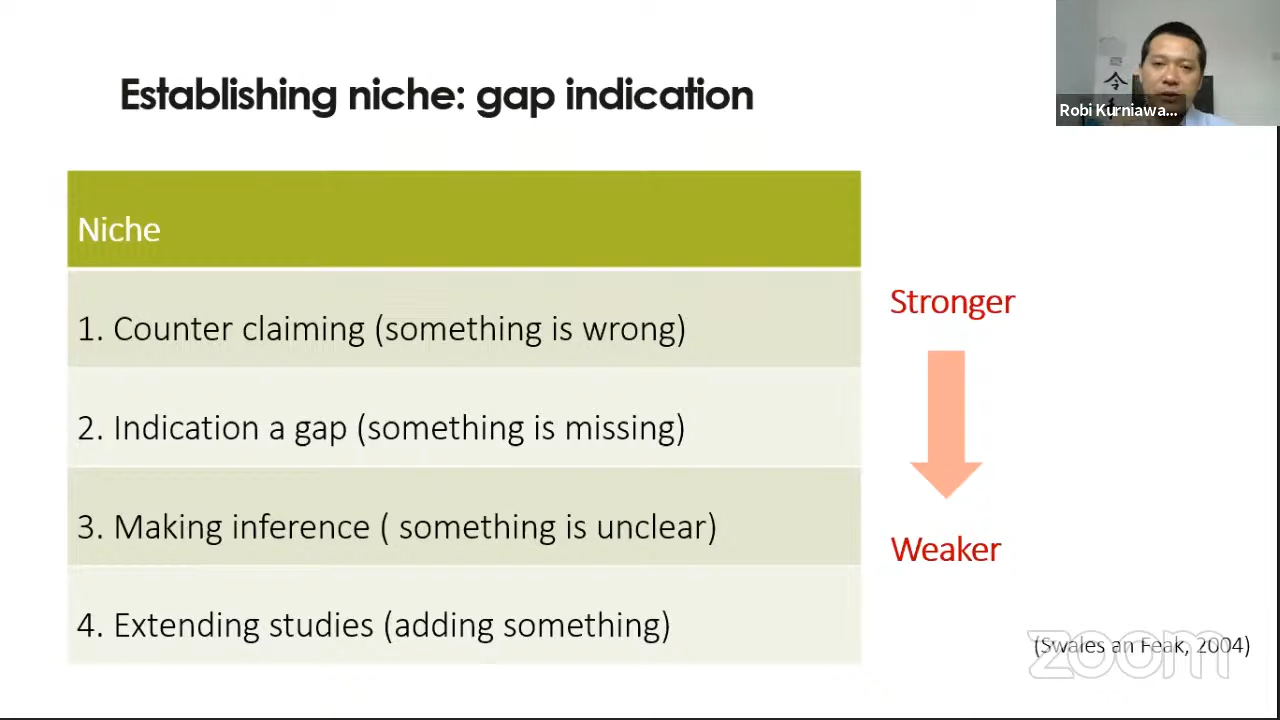 Establishing niche: gap indication
Robi Kurniawa...
令
Niche
1. Counter claiming (something is wrong)
2. Indication a gap (something is missing)
3. Making inference ( something is unclear)
4. Extending studies (adding something)
Stronger
Weaker
(Swales an Feak, 2004)
zoom